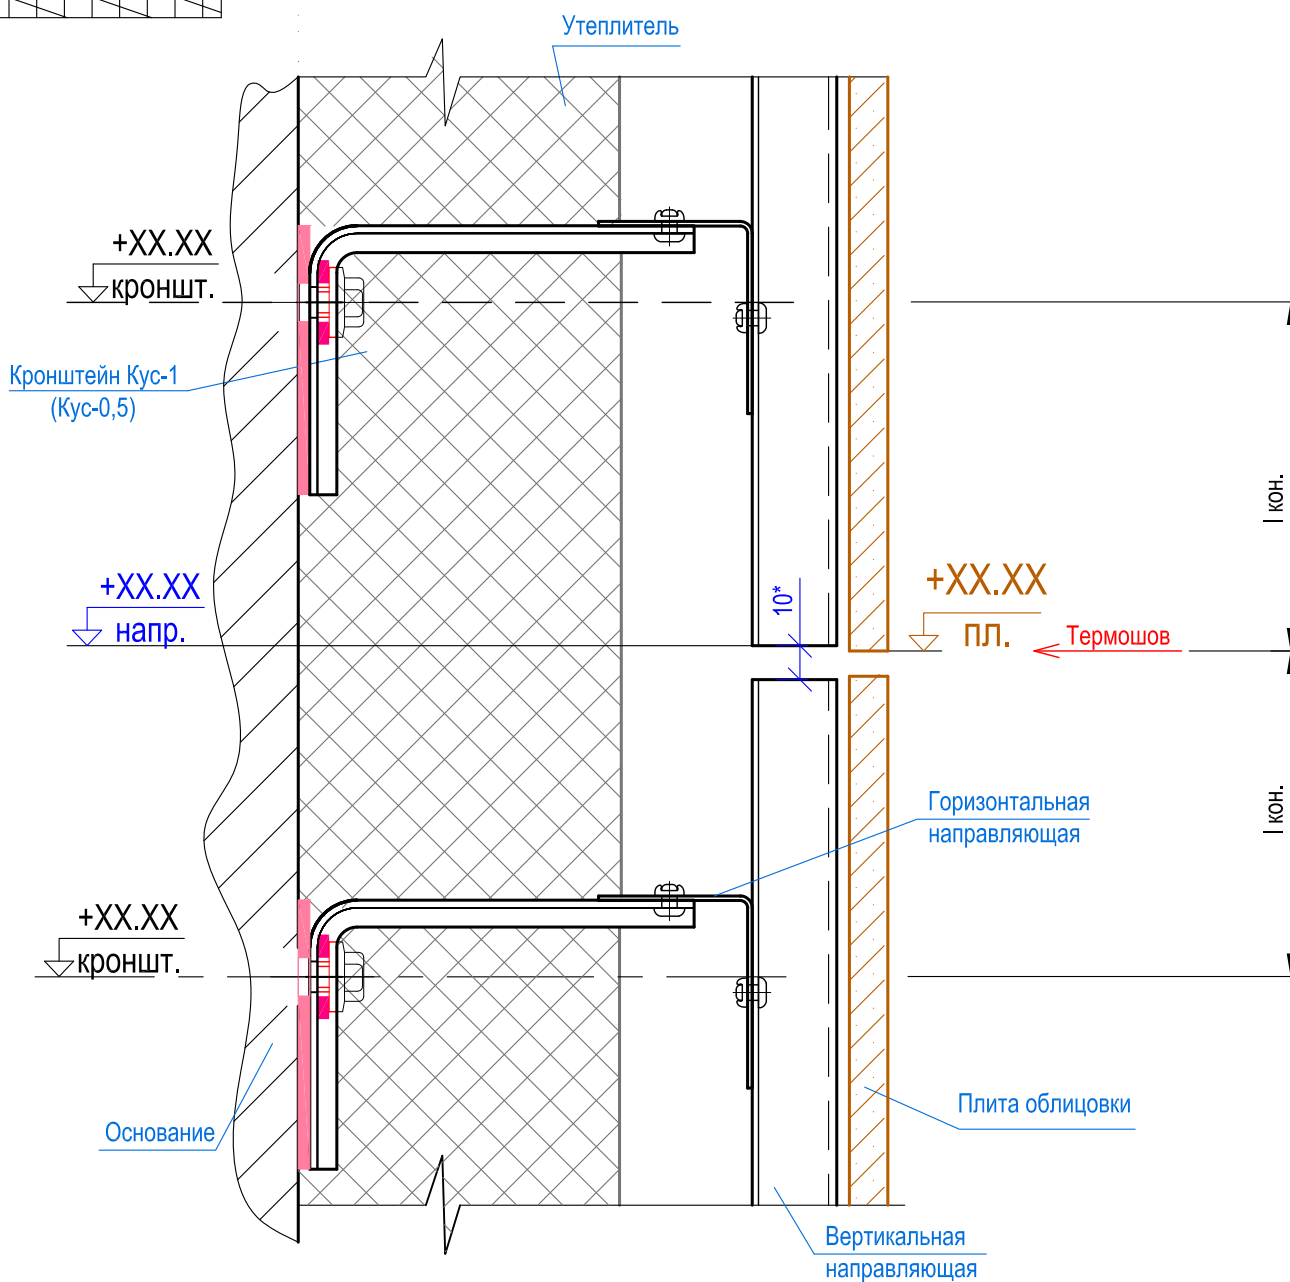 Утеплитель
+XX.XX
кроншт.
Кронштейн Кус-1
(Кус-0,5)
l кон.
+XX.XX
напр.
10*
+XX.XX
пл.
Термошов
l кон.
Горизонтальная
направляющая
+XX.XX
кроншт.
Плита облицовки
Основание
Вертикальная
направляющая